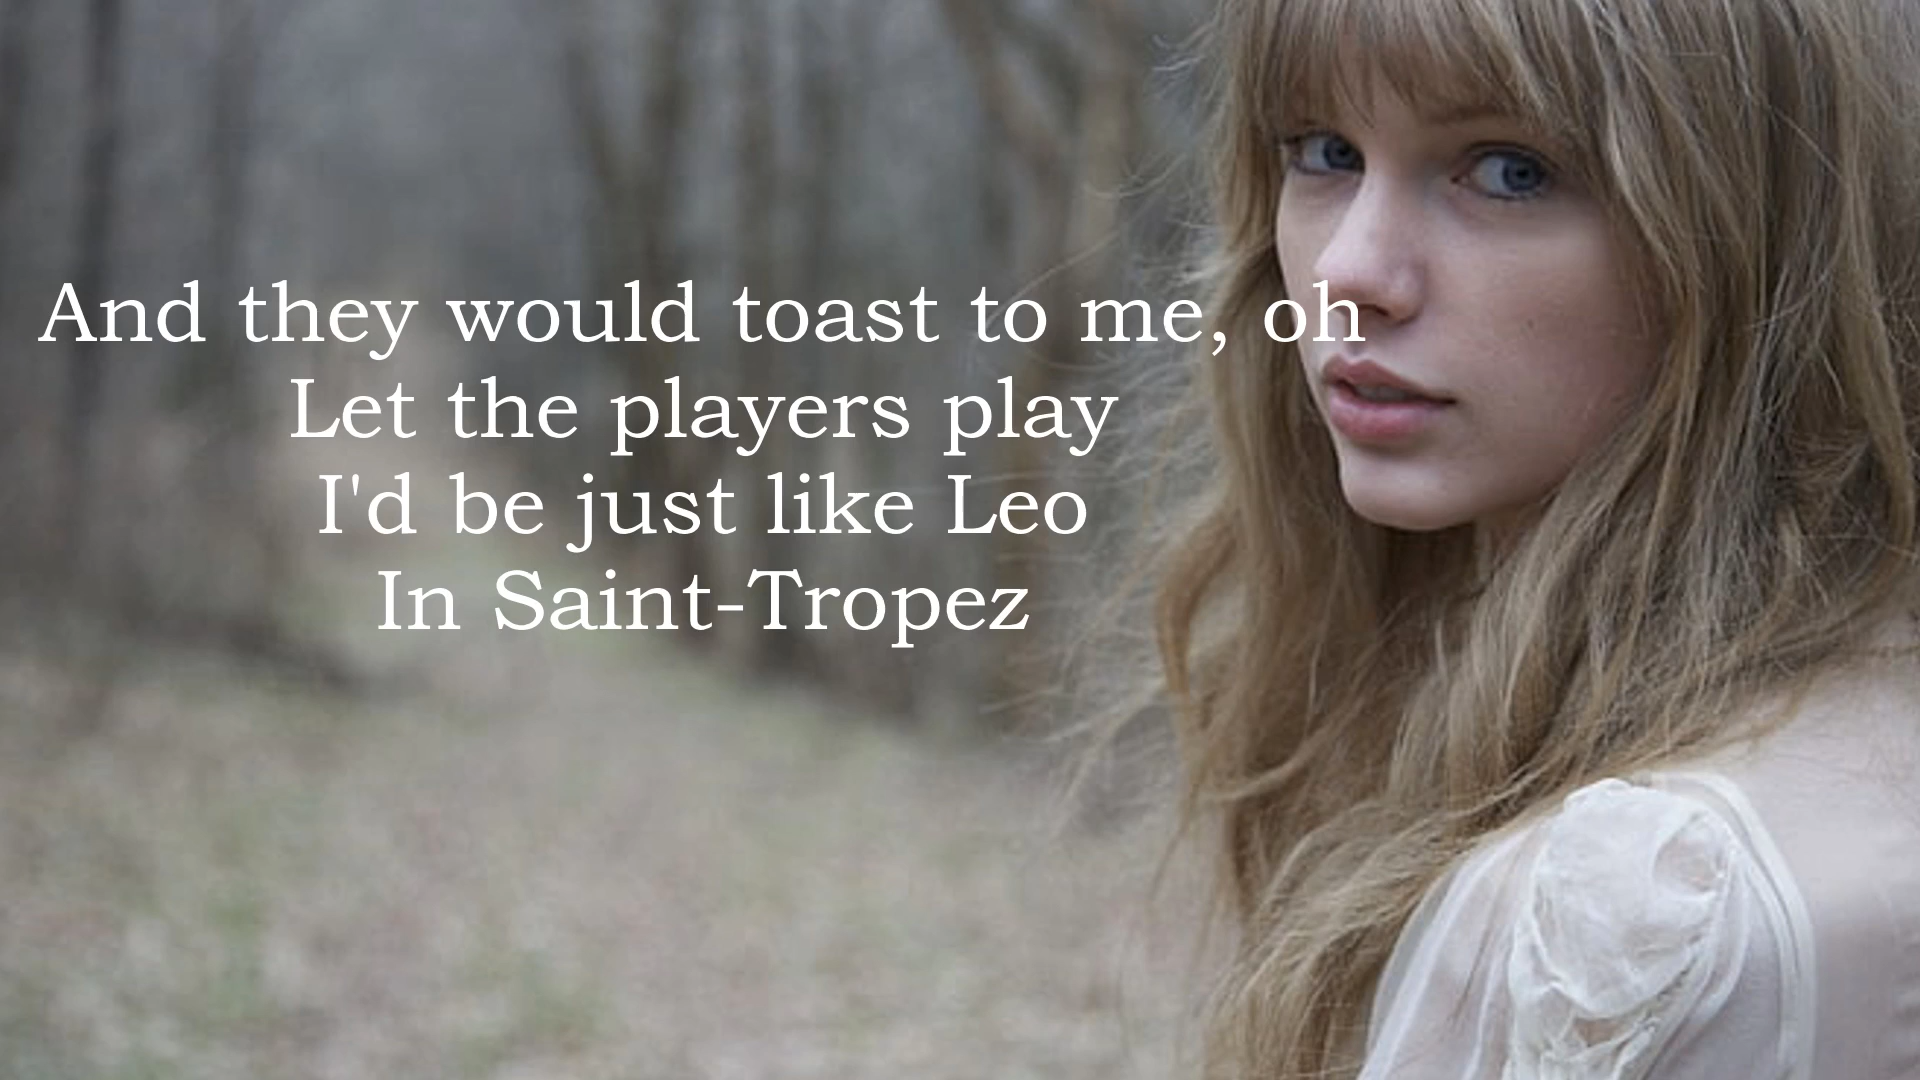 And they would toast to me, oh
Let the players play
I'd be just like Leo
In Saint-Tropez